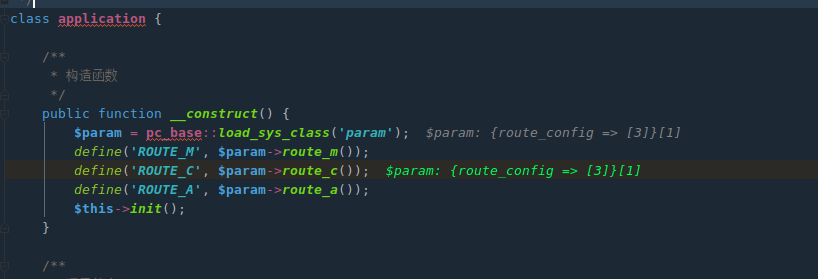 */
class application {
/**
* 构造函数
*/
public function __construct() {
$param = pc_base::load_sys_class('param'); $param: {route_config => [3]}[1]
define('ROUTE_M', $param->route_m());
define('ROUTE_C', $param->route_c()); $param: {route_config => [3]}[1]
define('ROUTE_A', $param->route_a());
$this->init();
}
/**